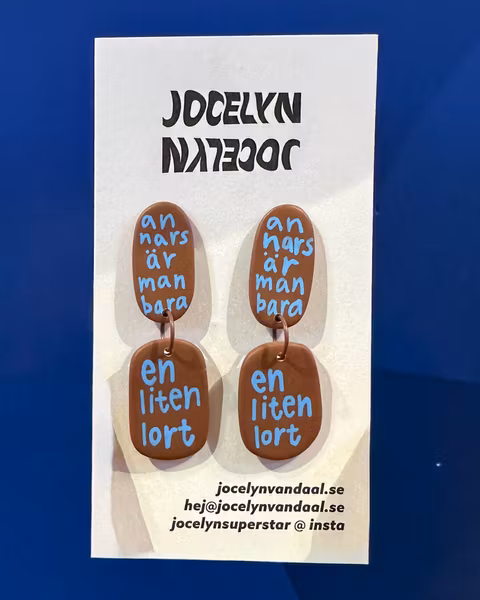 JOCELYN
JOCELYN
an
nars
är
man
bara
en
liten
lort
an
nars
är
man
bara
en
liten
lort
jocelynvandaal.se
hej@jocelynvandaal.se
jocelynsuperstar @ insta